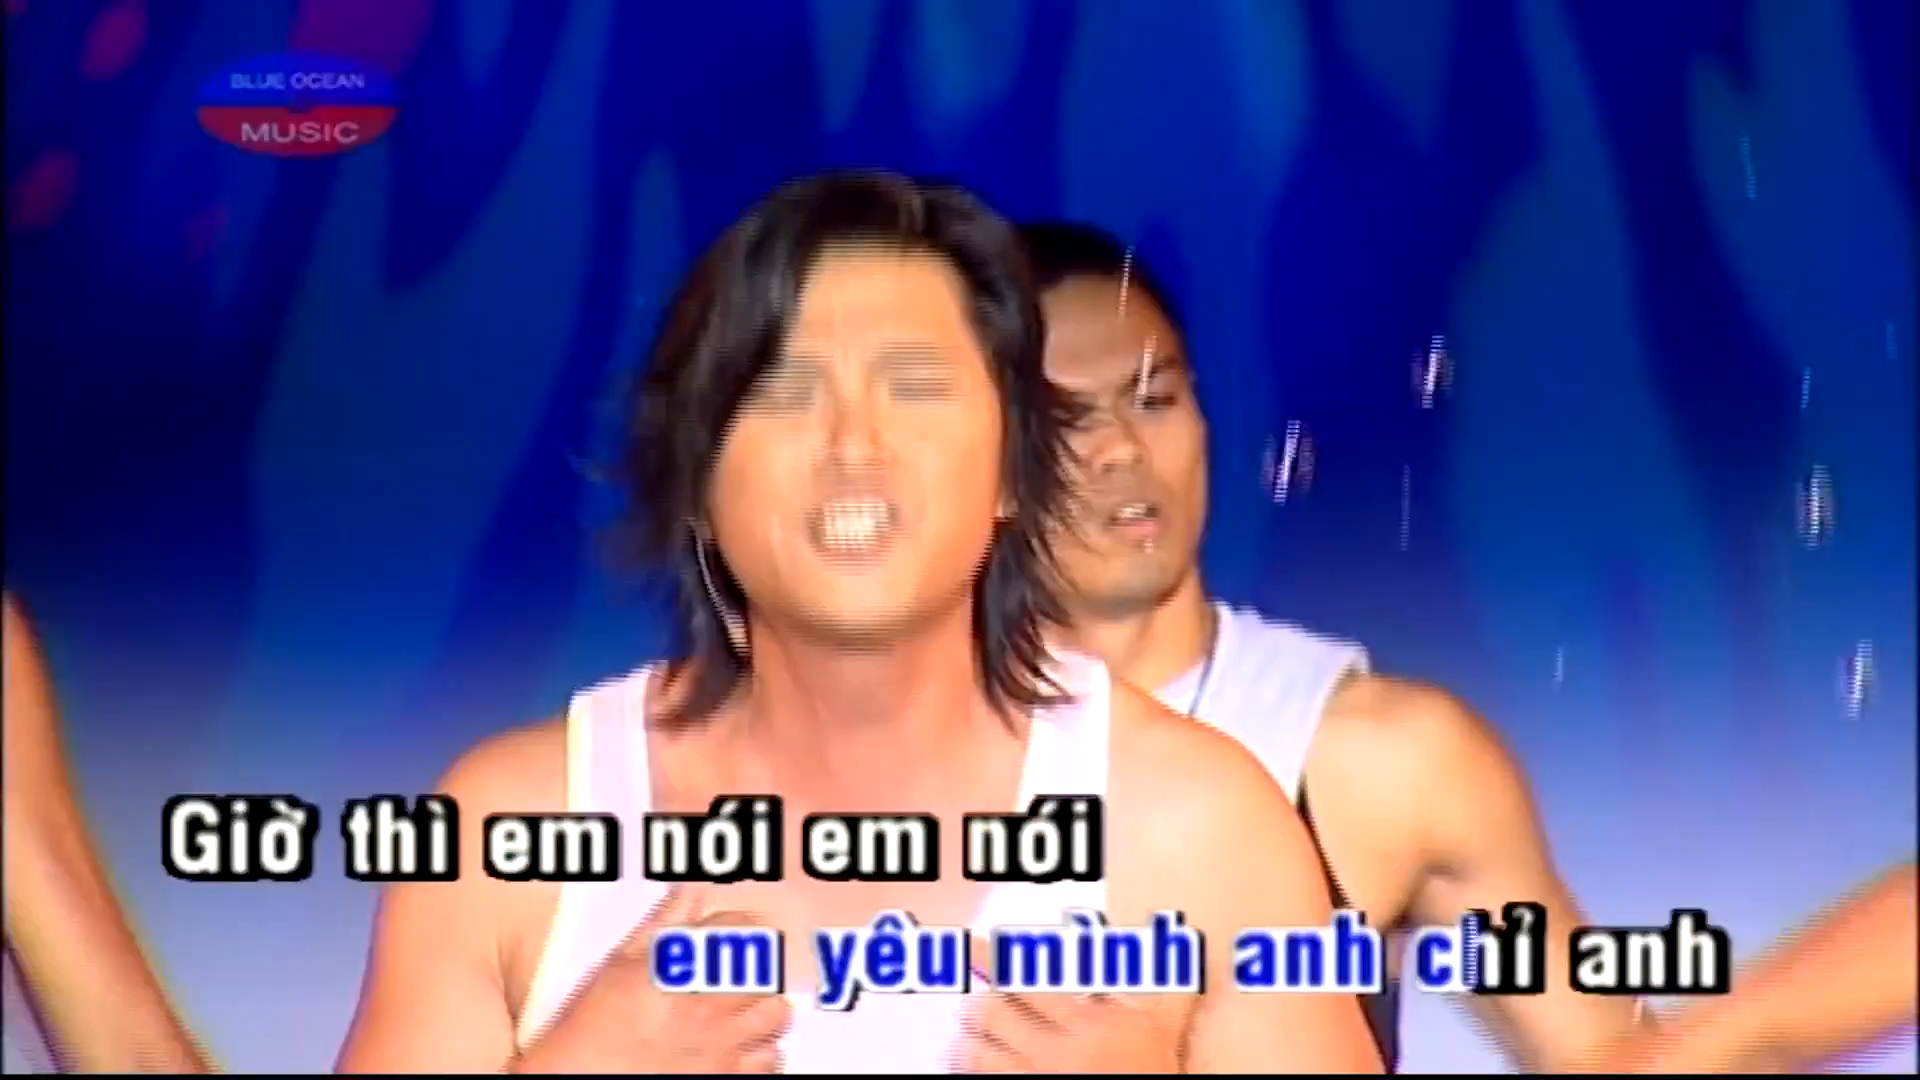 BLUE OCEAN
MUSIC
Giờ thì em nói em nói
em yêu mình anh chỉ anh